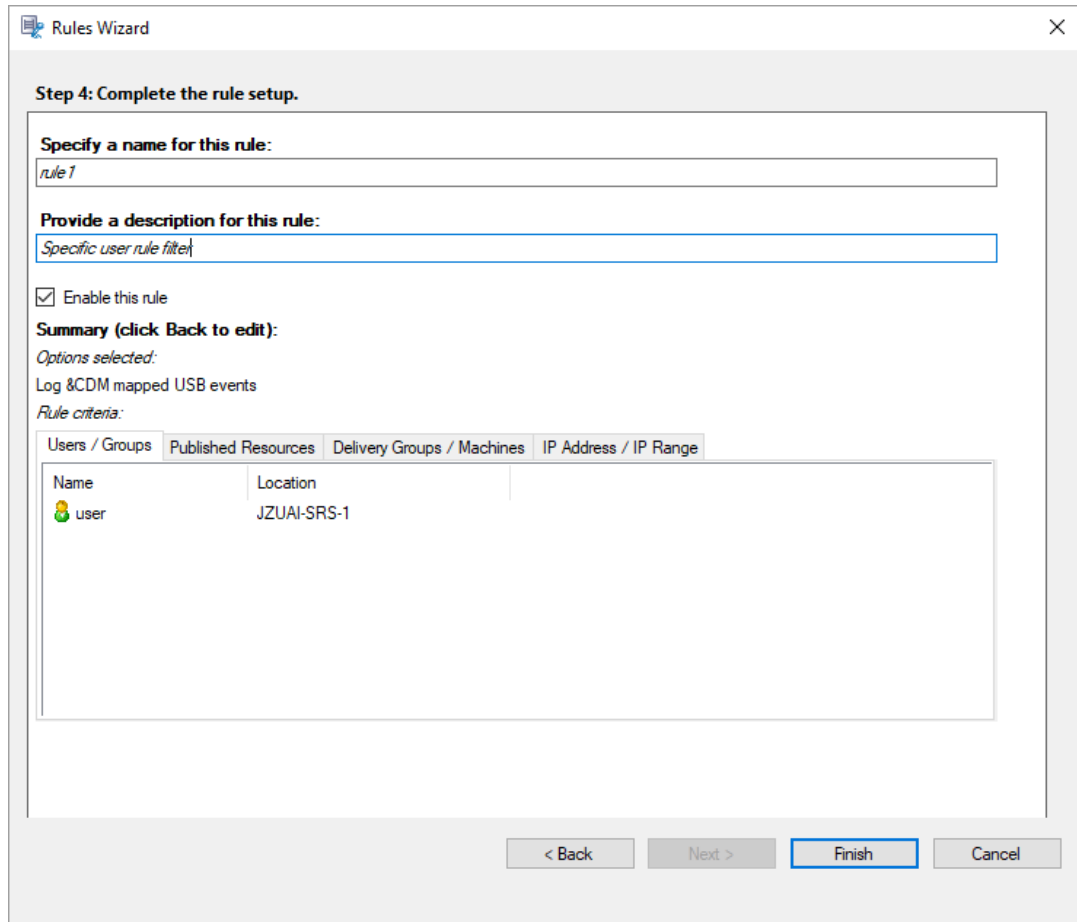 Rules Wizard
Step 4: Complete the rule setup.
Specify a name for this rule:
rule1
Provide a description for this rule:
Specific user rule filter
Enable this rule
Summary (click Back to edit):
Options selected:
Log &CDM mapped USB events
Rule criteria:
Users / Groups Published Resources Delivery Groups / Machines IP Address / IP Range
Name Location
user JZUAI-SRS-1
< Back Next > Finish Cancel